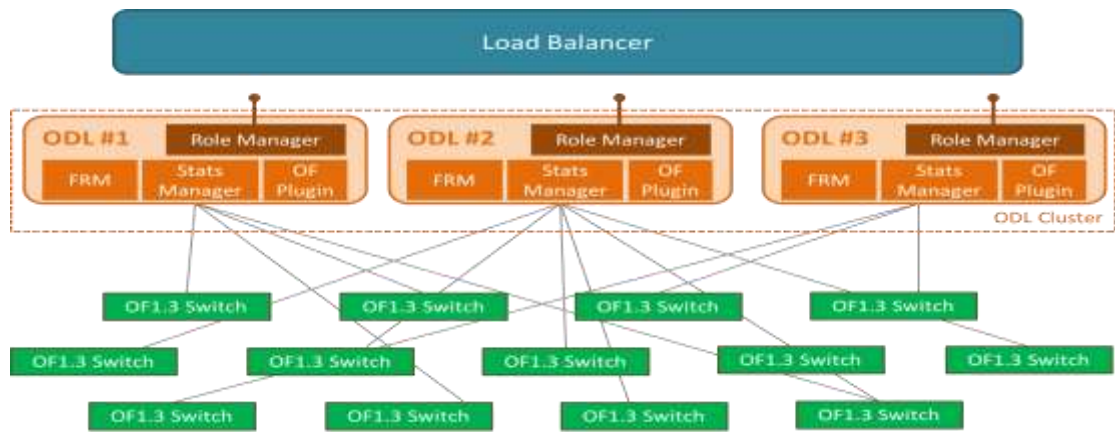 Load Balancer
ODL #1
Role Manager
FRM
Stats
Manager
OF
Plugin
ODL #2
Role Manager
FRM
Stats
Manager
OF
Plugin
ODL #3
Role Manager
FRM
Stats
Manager
OF
Plugin
ODL Cluster
OF1.3 Switch
OF1.3 Switch
OF1.3 Switch
OF1.3 Switch
OF1.3 Switch
OF1.3 Switch
OF1.3 Switch
OF1.3 Switch
OF1.3 Switch
OF1.3 Switch
OF1.3 Switch
OF1.3 Switch
OF1.3 Switch